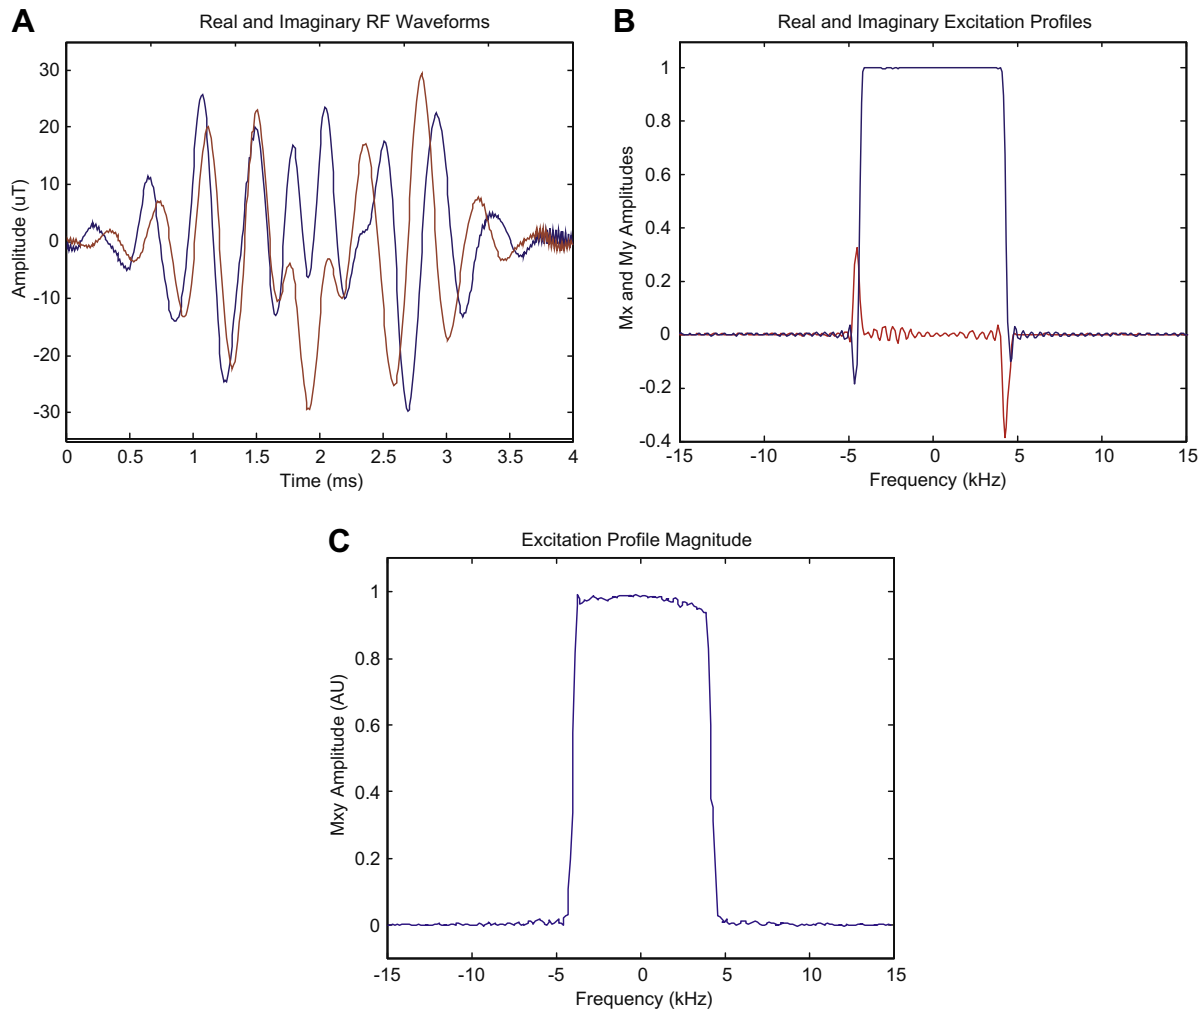 A
Real and Imaginary RF Waveforms
30
20
10
0
-10
-20
-30
Amplitude (uT)
0 0.5 1 1.5 2 2.5 3 3.5 4
Time (ms)
B
Real and Imaginary Excitation Profiles
1
0.8
0.6
0.4
0.2
0
-0.2
-0.4
Mx and My Amplitudes
-15 -10 -5 0 5 10 15
Frequency (kHz)
C
Excitation Profile Magnitude
1
0.8
0.6
0.4
0.2
0
Mxy Amplitude (AU)
-15 -10 -5 0 5 10 15
Frequency (kHz)